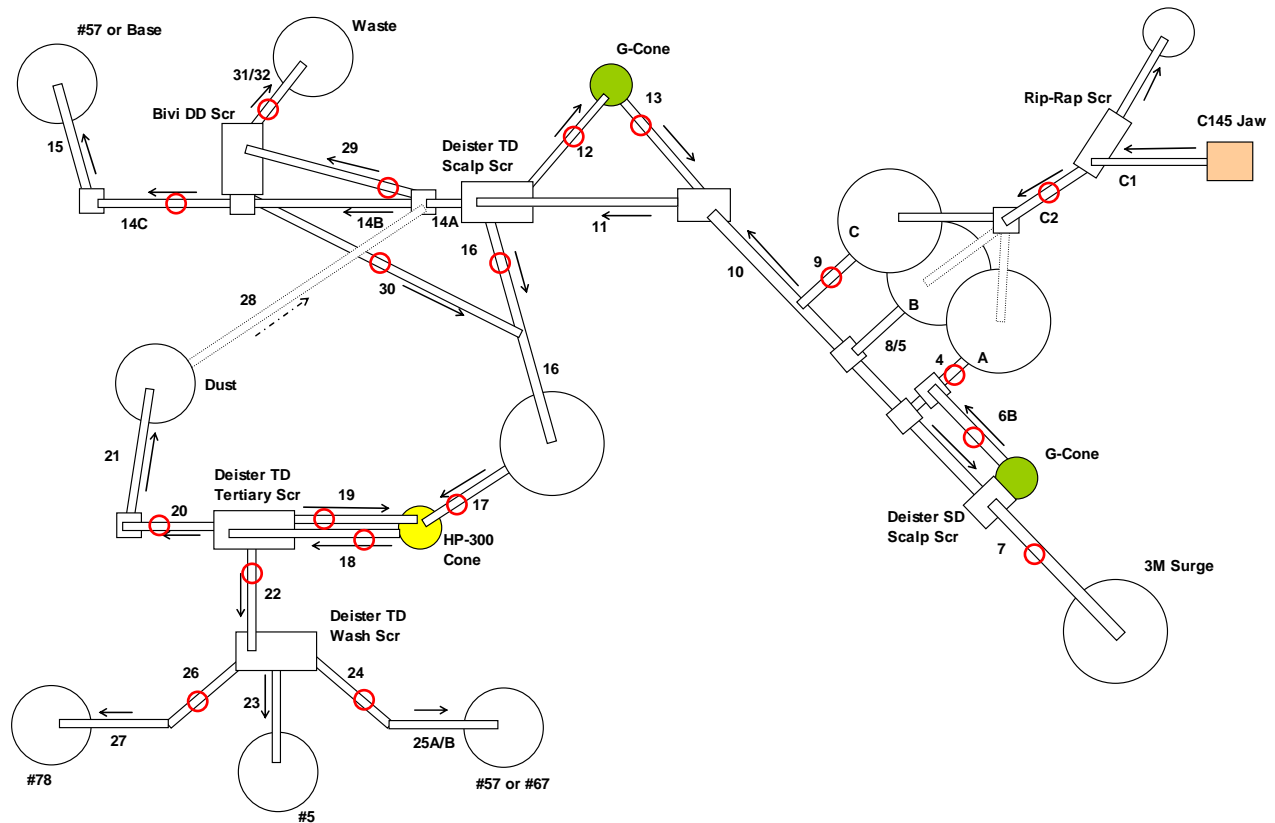 #57 or Base
Waste
G-Cone
31/32
13
Rip-Rap Scr
Bivi DD Scr
C145 Jaw
15
29
Deister TD
Scalp Scr
12
C1
14C
14B
14A
11
C2
16
C
9
10
30
28
B
8/5
4
A
Dust
16
6B
21
G-Cone
Deister TD
Tertiary Scr
19
17
20
18
HP-300
Cone
Deister SD
Scalp Scr
7
3M Surge
22
Deister TD
Wash Scr
26
24
23
27
25A/B
#78
#57 or #67
#5